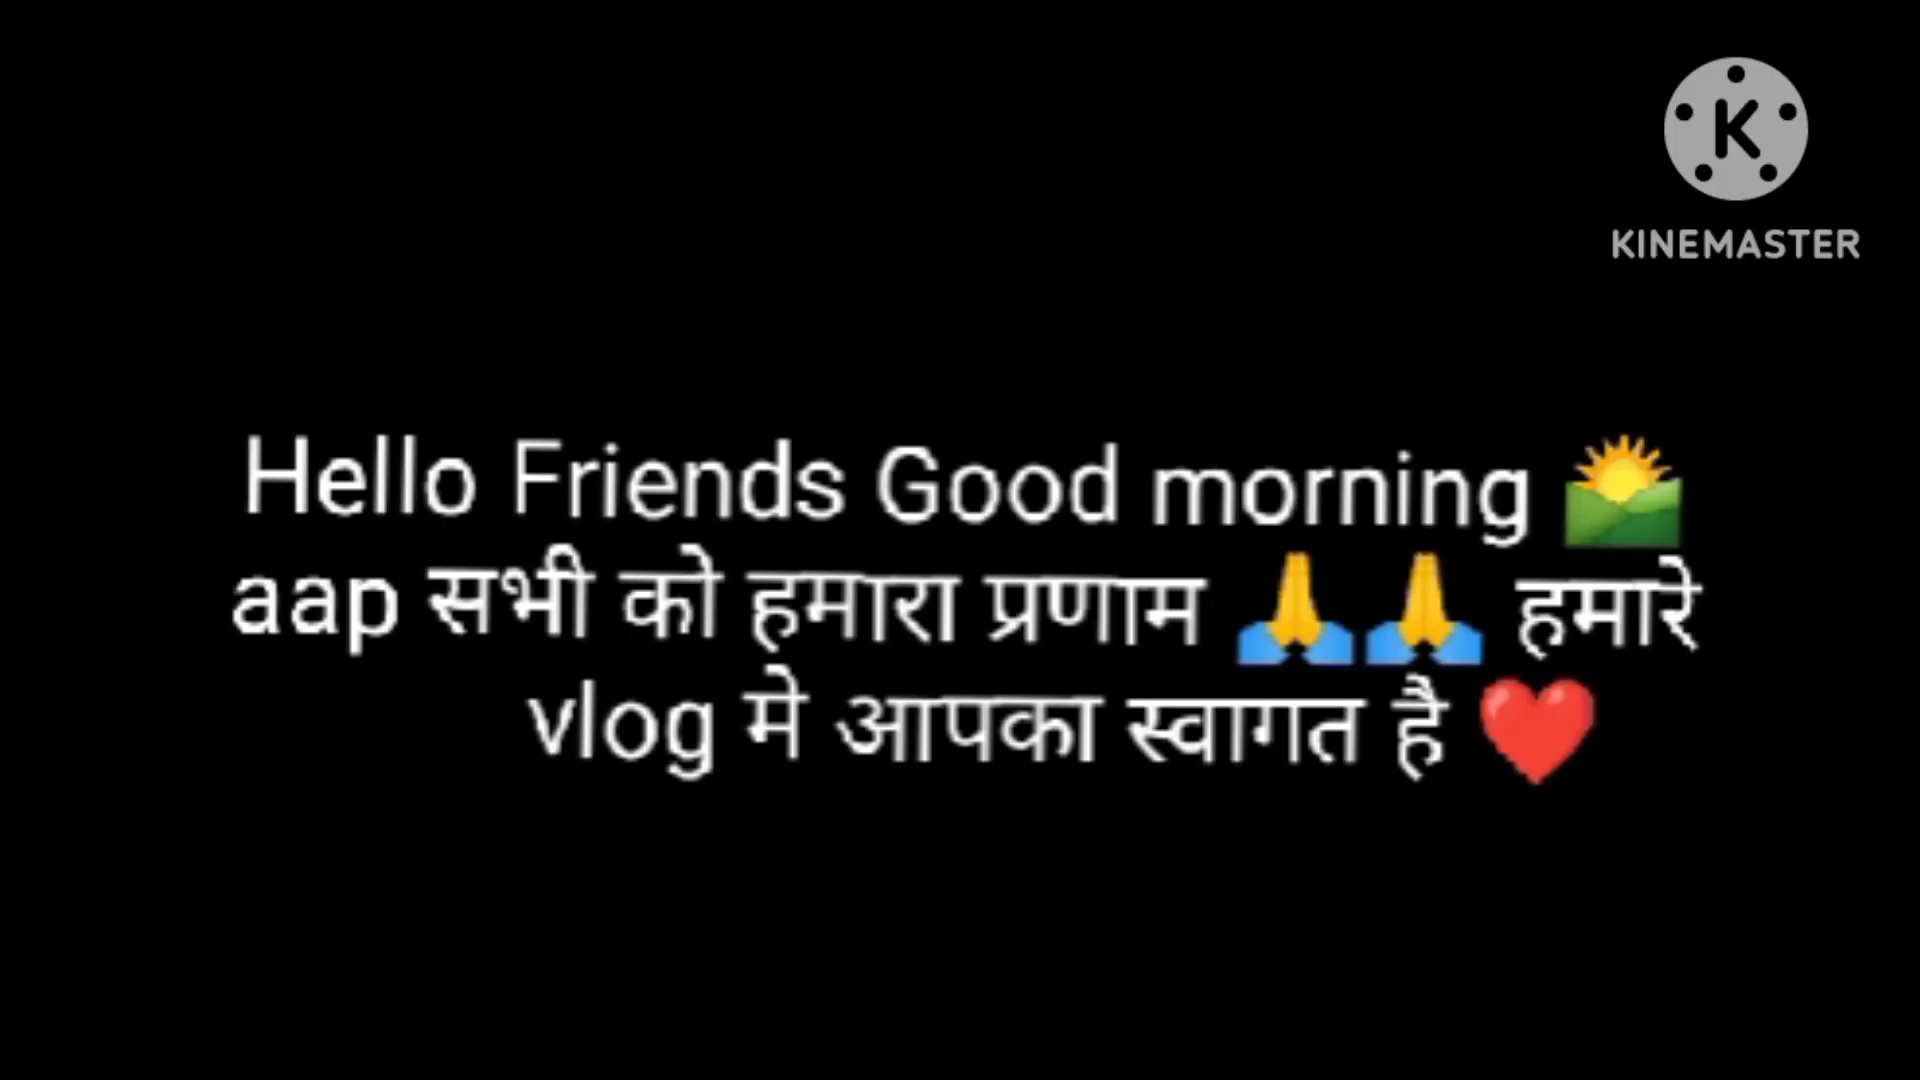 KINEMASTER
Hello Friends Good morning 🌄
aap सभी को हमारा प्रणाम 🙏🙏 हमारे
vlog मे आपका स्वागत है ❤️